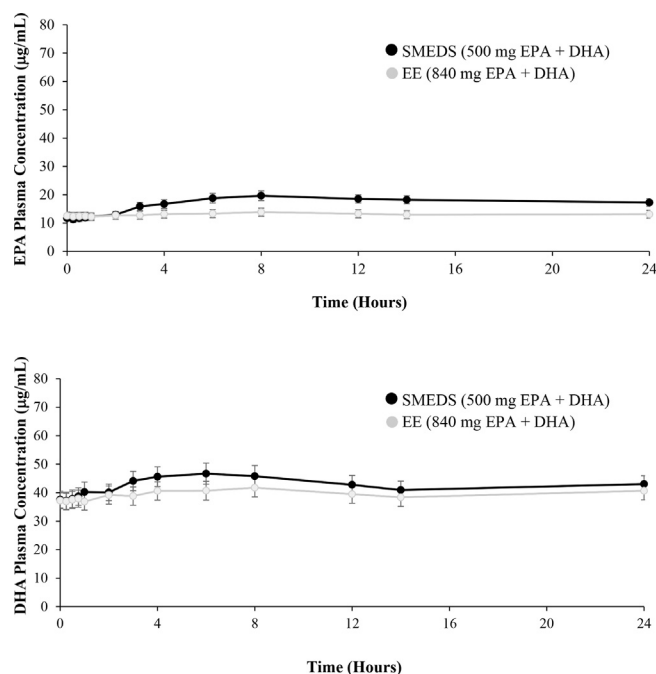 EPA Plasma Concentration (µg/mL)
80
70
60
50
40
30
20
10
0
SMEDS (500 mg EPA + DHA)
EE (840 mg EPA + DHA)
0 4 8 12 16 20 24
Time (Hours)
DHA Plasma Concentration (µg/mL)
80
70
60
50
40
30
20
10
0
SMEDS (500 mg EPA + DHA)
EE (840 mg EPA + DHA)
0 4 8 12 16 20 24
Time (Hours)